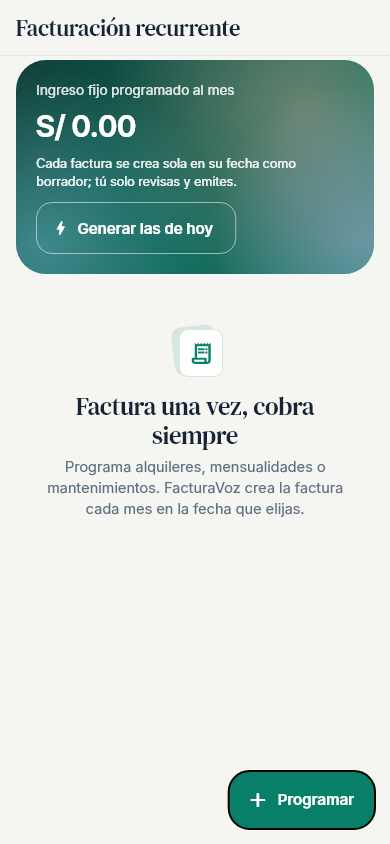 Facturación recurrente
Ingreso fijo programado al mes
S/ 0.00
Cada factura se crea sola en su fecha como
borrador; tú solo revisas y emites.
Generar las de hoy
Factura una vez, cobra
siempre
Programa alquileres, mensualidades o
mantenimientos. FacturaVoz crea la factura
cada mes en la fecha que elijas.
Programar